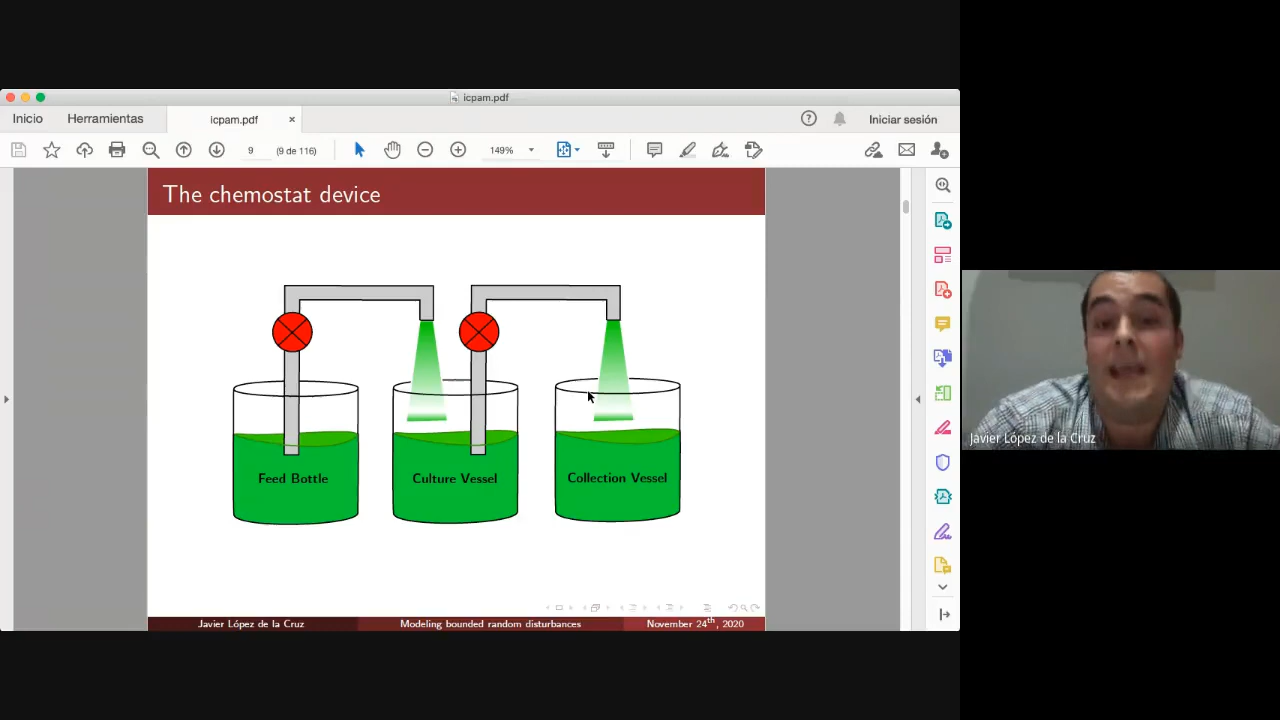 icpam.pdf
Inicio
Herramientas
icpam.pdf
×
Iniciar sesión
9
(9 de 116)
149%
The chemostat device
Feed Bottle
Culture Vessel
Collection Vessel
Javier López de la Cruz
Modeling bounded random disturbances
November 24th, 2020
Javier López de la Cruz